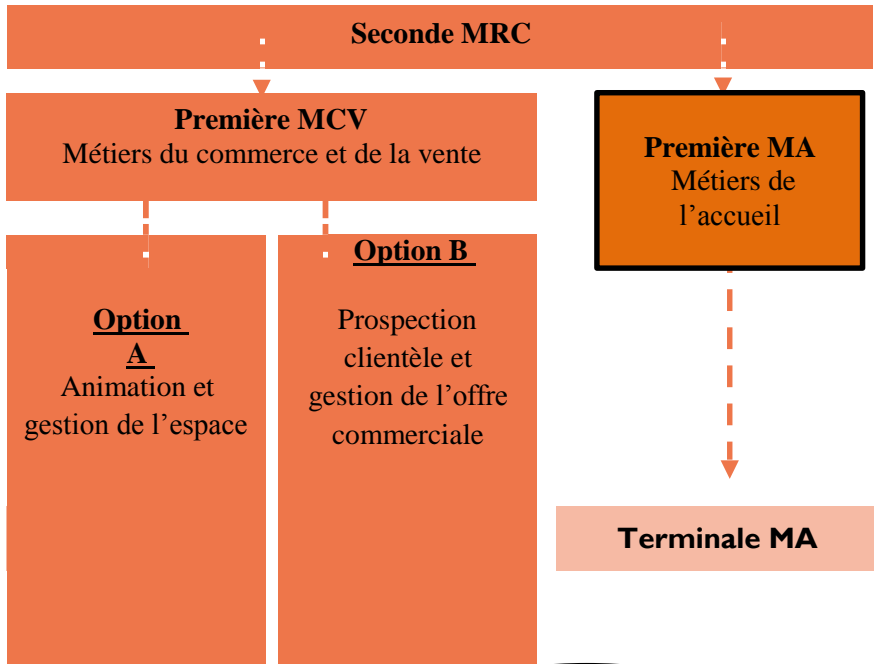 Seconde MRC
Première MCV
Métiers du commerce et de la vente
Première MA
Métiers de
l’accueil
Option
A
Animation et
gestion de l’espace
Option B
Prospection
clientèle et
gestion de l’offre
commerciale
Terminale MA